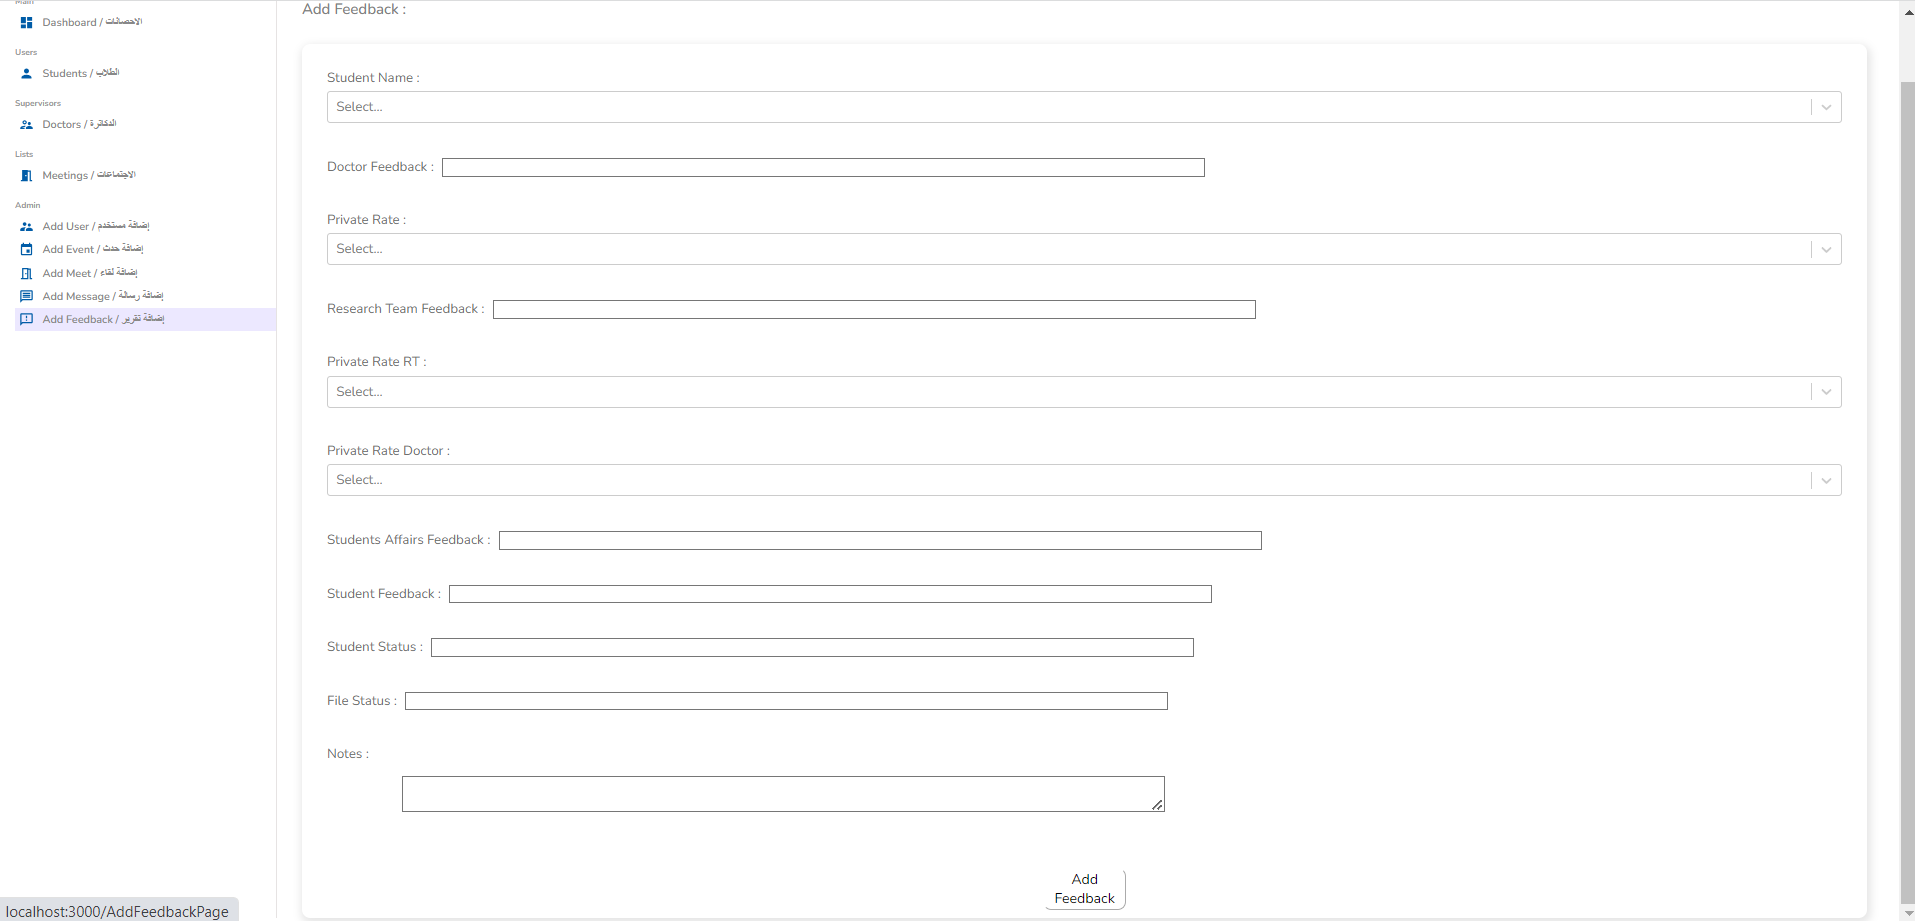 Main
Dashboard / الاحصائيات
Users
Students / الطلاب
Supervisors
Doctors / الدكاترة
Lists
Meetings / الاجتماعات
Admin
Add User / إضافة مستخدم
Add Event / إضافة حدث
Add Meet / إضافة لقاء
Add Message / إضافة رسالة
Add Feedback / إضافة تقرير
Add Feedback :
Student Name :
Select...
Doctor Feedback :
Private Rate :
Select...
Research Team Feedback :
Private Rate RT :
Select...
Private Rate Doctor :
Select...
Students Affairs Feedback :
Student Feedback :
Student Status :
File Status :
Notes :
Add
Feedback
localhost:3000/AddFeedbackPage